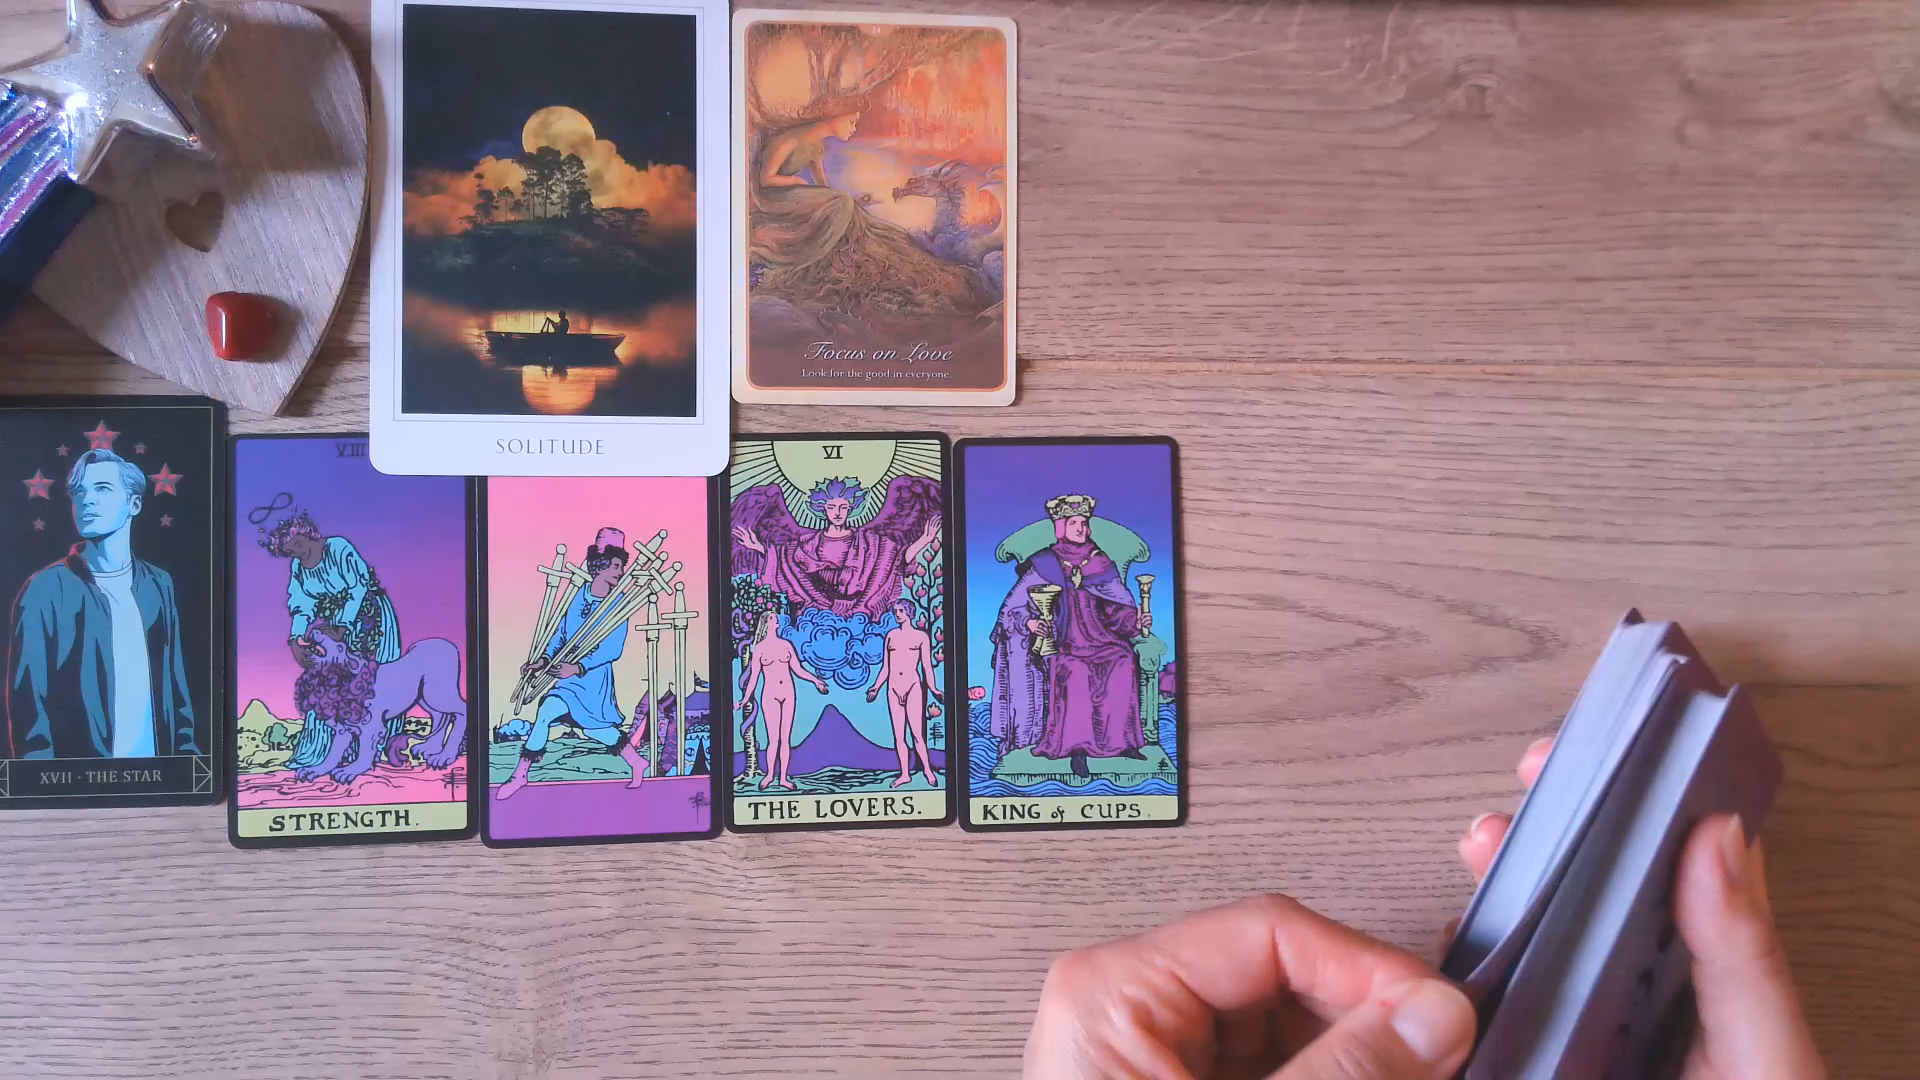 SOLITUDE
Focus on Love
Look for the good in everyone
XVII · THE STAR
VIII
STRENGTH.
VI
THE LOVERS.
KING of CUPS.